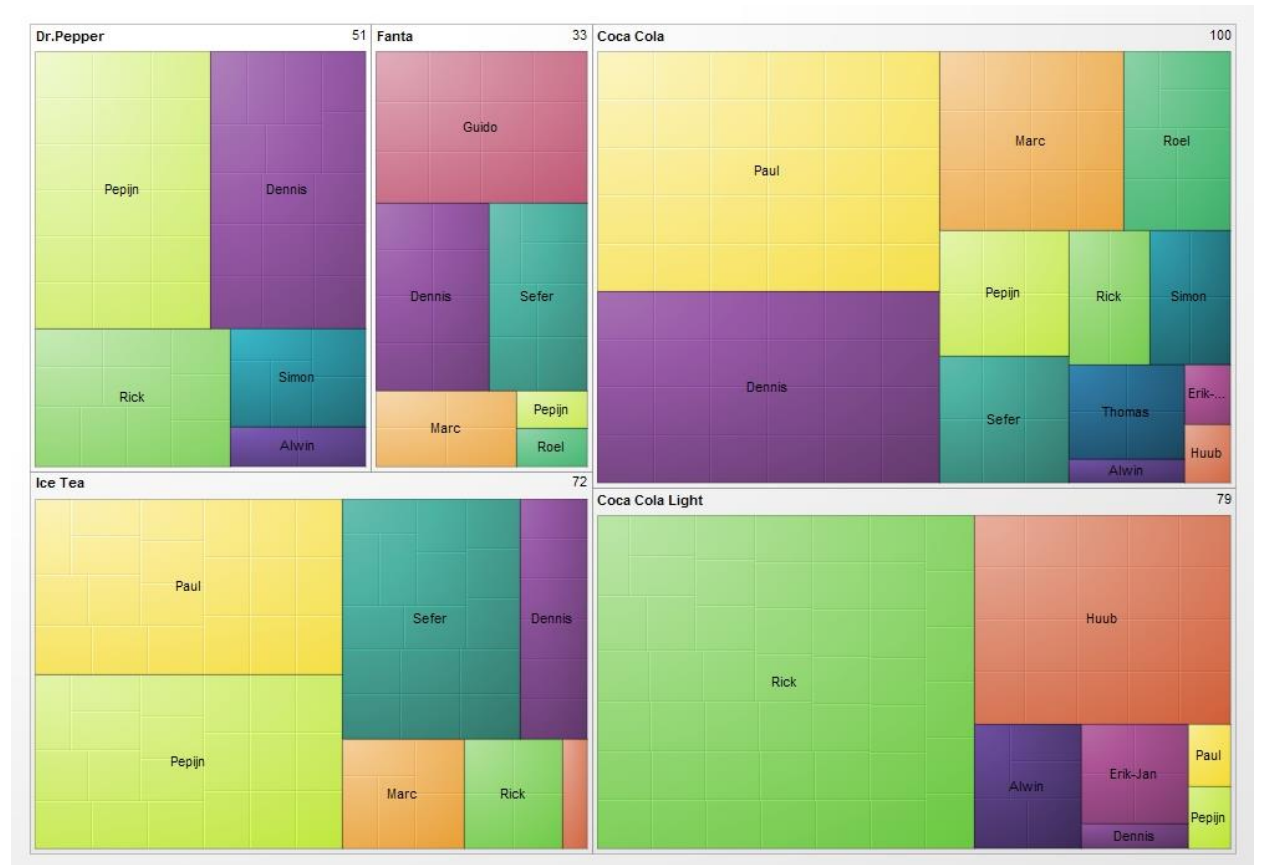 Dr.Pepper 51
Pepijn
Dennis
Rick
Simon
Alwin
Fanta 33
Guido
Dennis
Sefer
Marc
Pepijn
Roel
Coca Cola 100
Paul
Marc
Roel
Dennis
Pepijn
Rick
Simon
Sefer
Thomas
Erik-...
Alwin
Huub
Ice Tea 72
Paul
Sefer
Dennis
Pepijn
Marc
Rick
Coca Cola Light 79
Rick
Huub
Alwin
Erik-Jan
Paul
Dennis
Pepijn